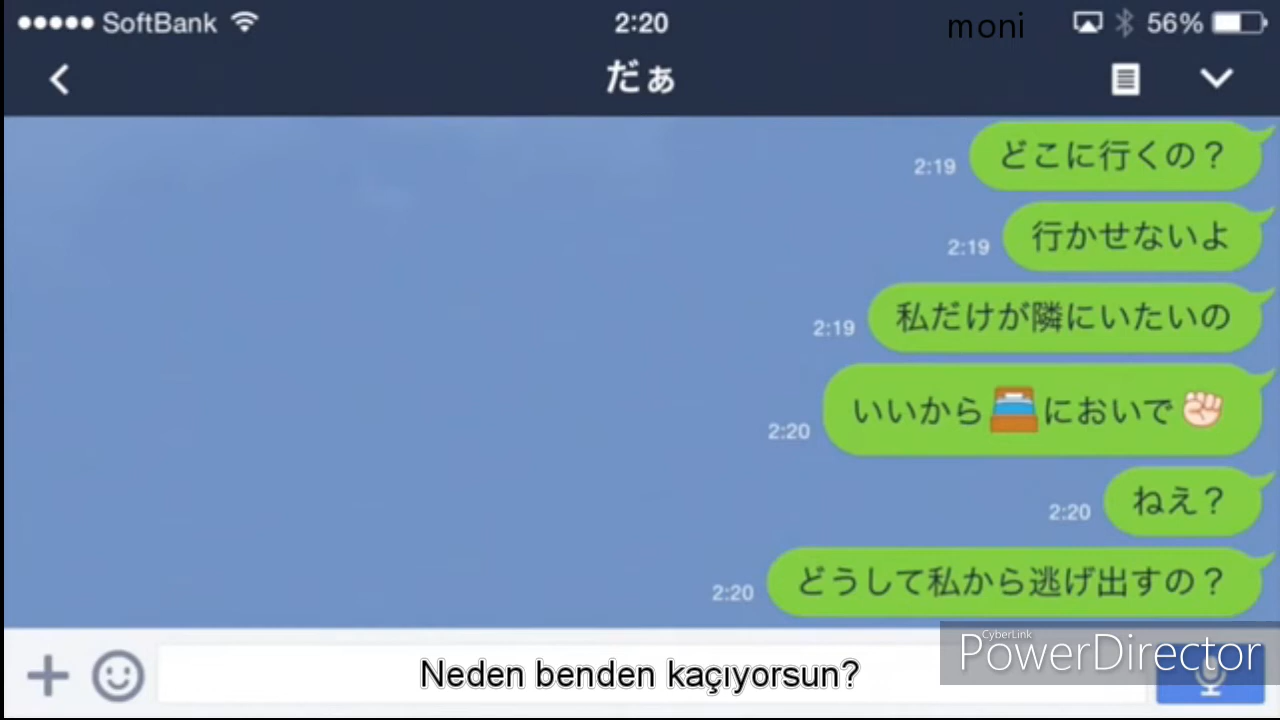 SoftBank 2:20 moni 56%
だぁ
2:19 どこに行くの？
2:19 行かせないよ
2:19 私だけが隣にいたいの
2:20 いいから🛏においで✊
2:20 ねえ？
2:20 どうして私から逃げ出すの？
Neden benden kaçıyorsun?
CyberLink
PowerDirector